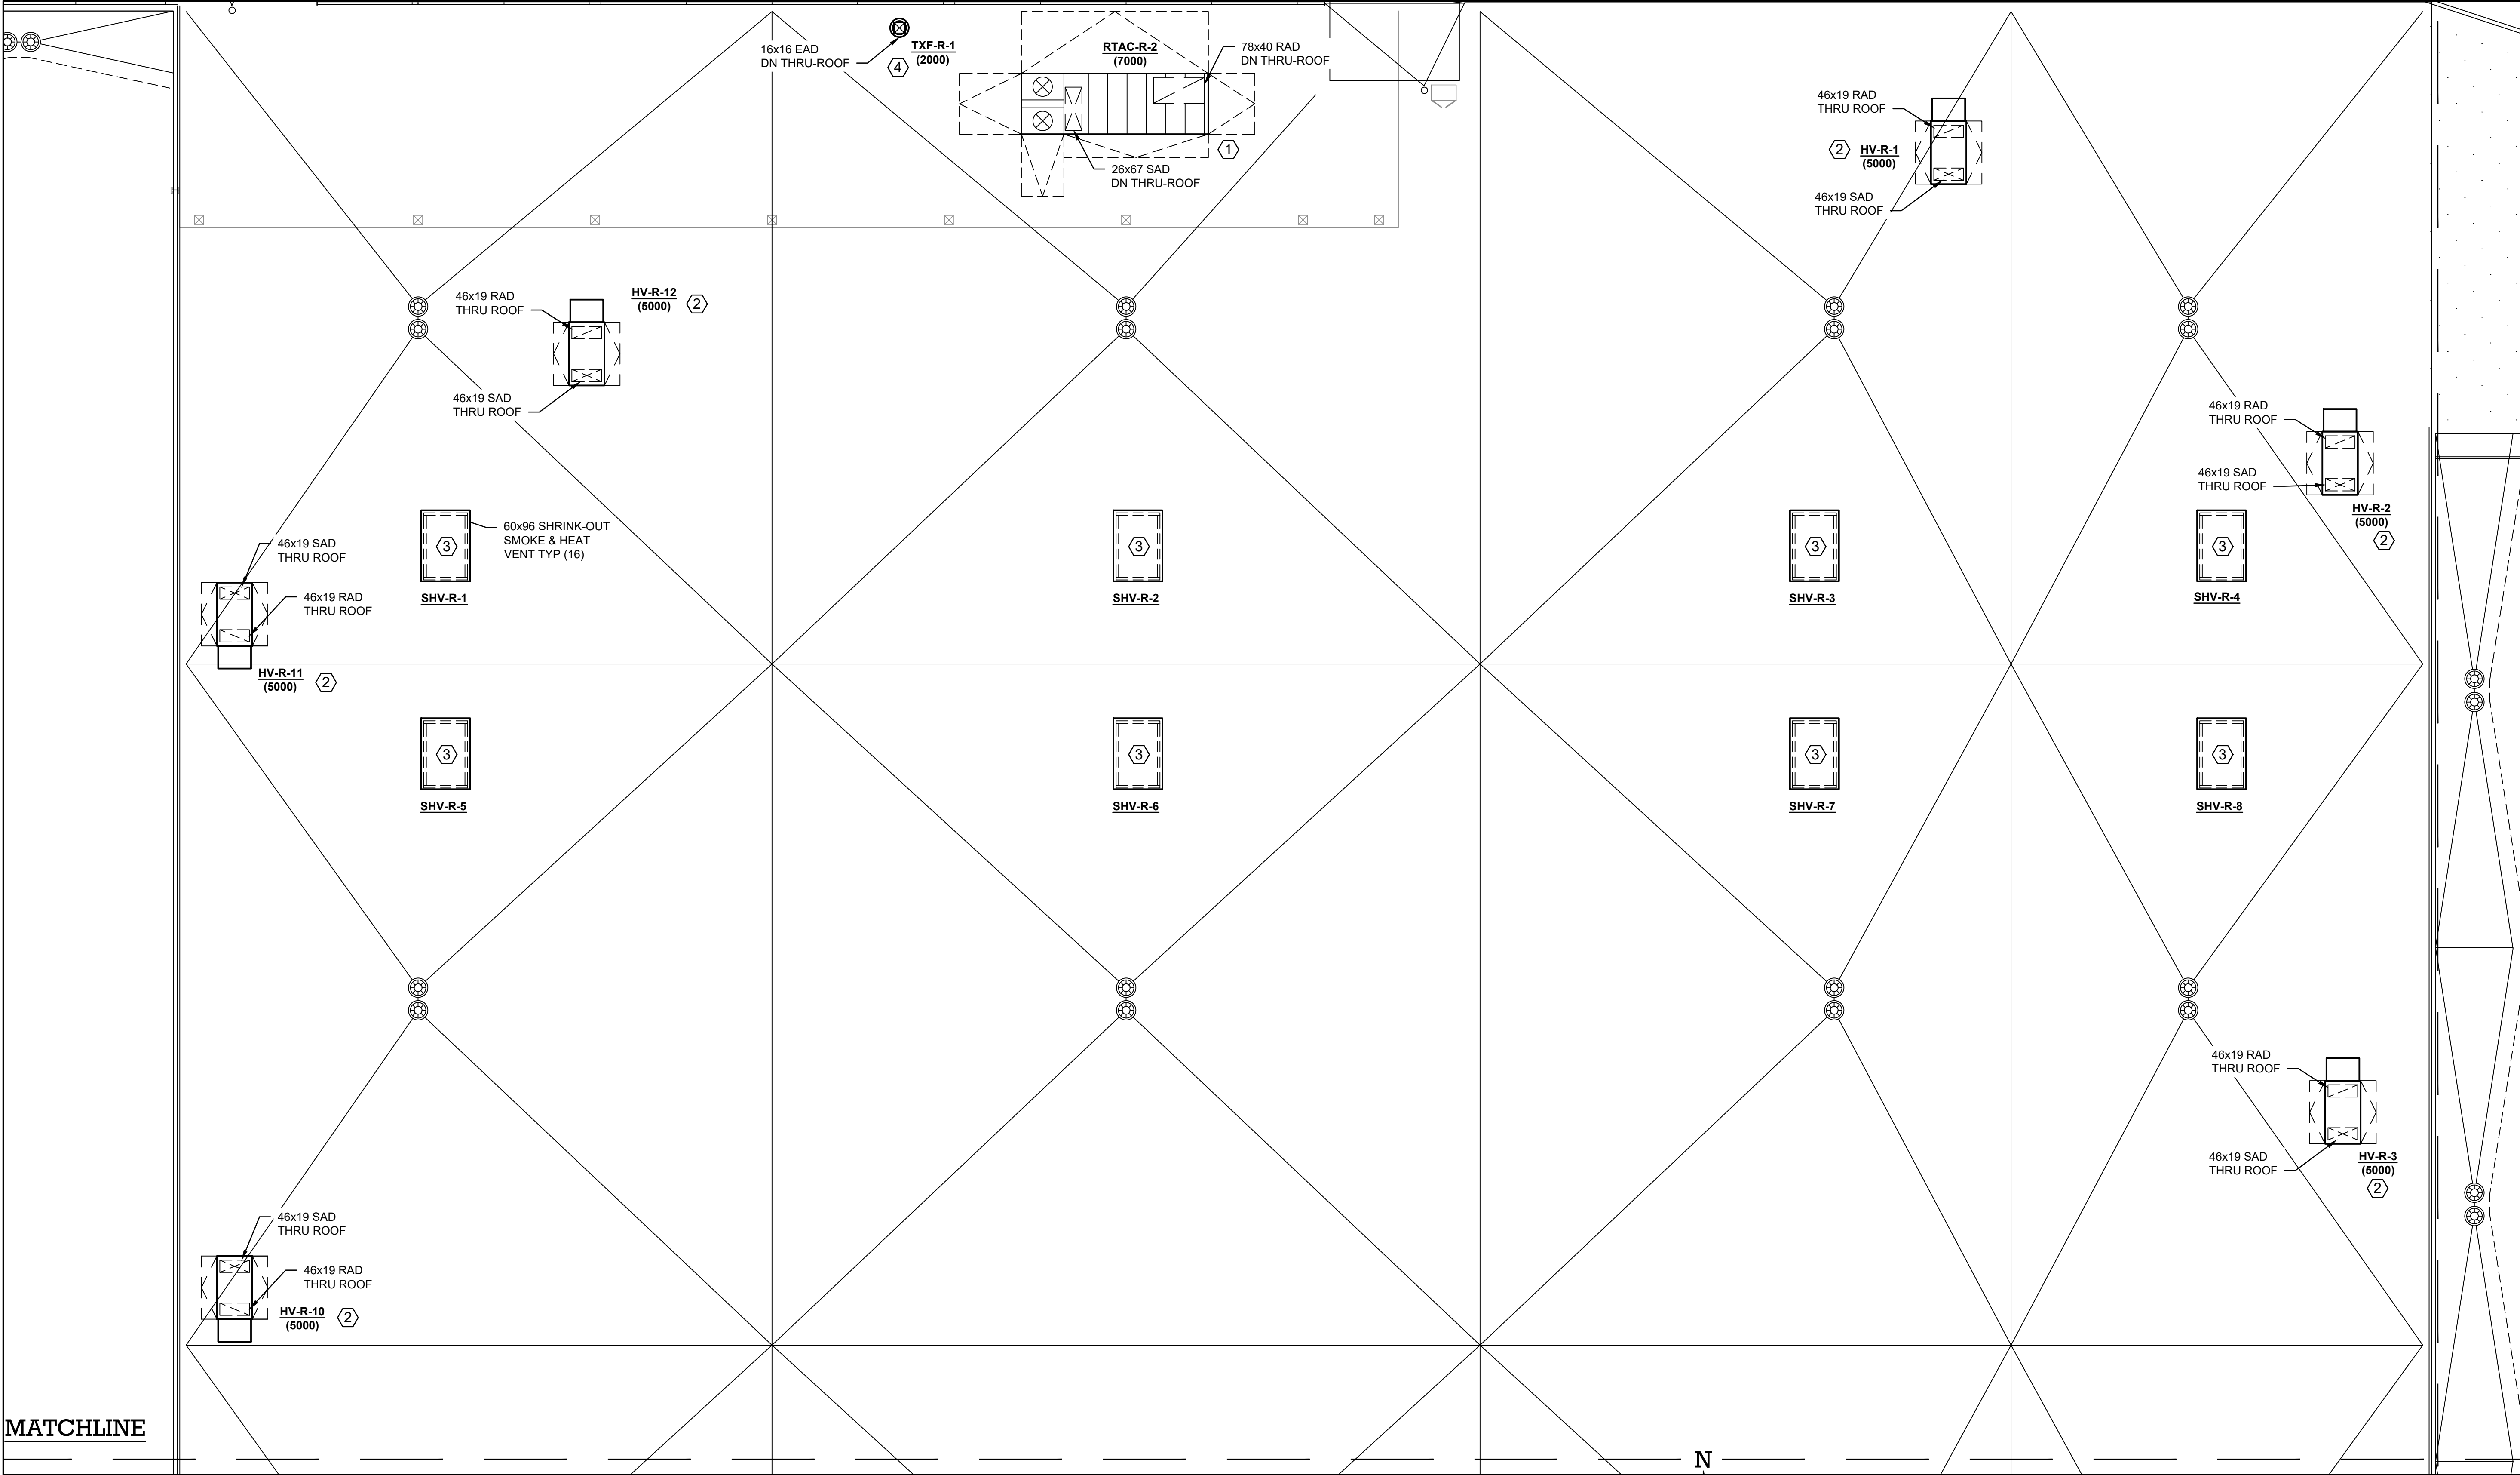 16x16 EAD
DN THRU-ROOF
TXF-R-1
(2000)
4
RTAC-R-2
(7000)
78x40 RAD
DN THRU-ROOF
1
26x67 SAD
DN THRU-ROOF
46x19 RAD
THRU ROOF
2
HV-R-1
(5000)
46x19 SAD
THRU ROOF
46x19 RAD
THRU ROOF
HV-R-12
(5000)
2
46x19 SAD
THRU ROOF
46x19 RAD
THRU ROOF
46x19 SAD
THRU ROOF
HV-R-2
(5000)
2
3
60x96 SHRINK-OUT
SMOKE & HEAT
VENT TYP (16)
SHV-R-1
3
SHV-R-2
3
SHV-R-3
3
SHV-R-4
46x19 SAD
THRU ROOF
46x19 RAD
THRU ROOF
HV-R-11
(5000)
2
3
SHV-R-5
3
SHV-R-6
3
SHV-R-7
3
SHV-R-8
46x19 RAD
THRU ROOF
46x19 SAD
THRU ROOF
HV-R-3
(5000)
2
46x19 SAD
THRU ROOF
46x19 RAD
THRU ROOF
HV-R-10
(5000)
2
MATCHLINE
N